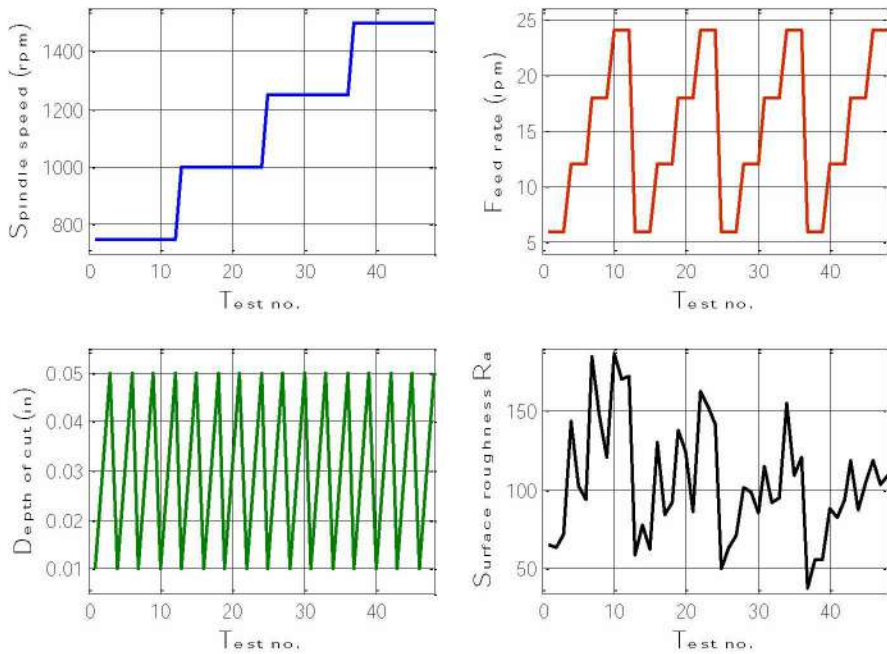 Spindle speed (rpm)
1400
1200
1000
800
0 10 20 30 40
Test no.
Feed rate (ipm)
25
20
15
10
5
0 10 20 30 40
Test no.
Depth of cut (in)
0.05
0.04
0.03
0.02
0.01
0 10 20 30 40
Test no.
Surface roughness Ra
150
100
50
0 10 20 30 40
Test no.